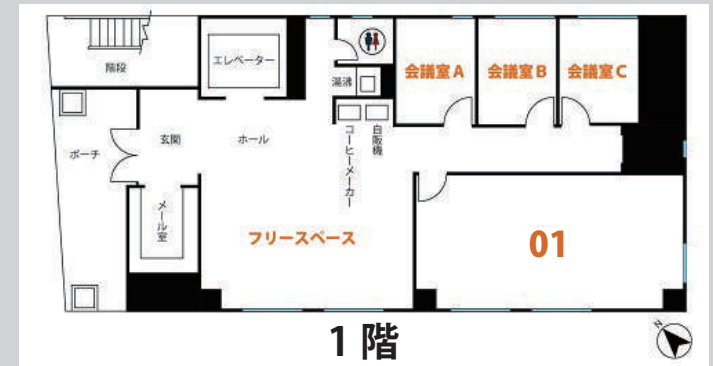 階段
エレベーター
湯沸
会議室A
会議室B
会議室C
ポーチ
玄関
ホール
コーヒーメーカー
自販機
メール室
フリースペース
01
1階
N